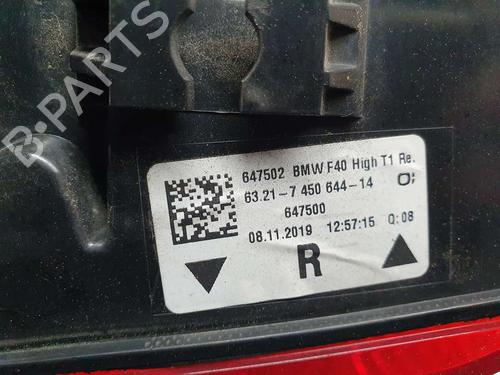 B-PARTS
647502 BMW F40 High T1 Re.
63.21-7 450 644-14 O;
647500
08.11.2019 12:57:15 Q:08
R